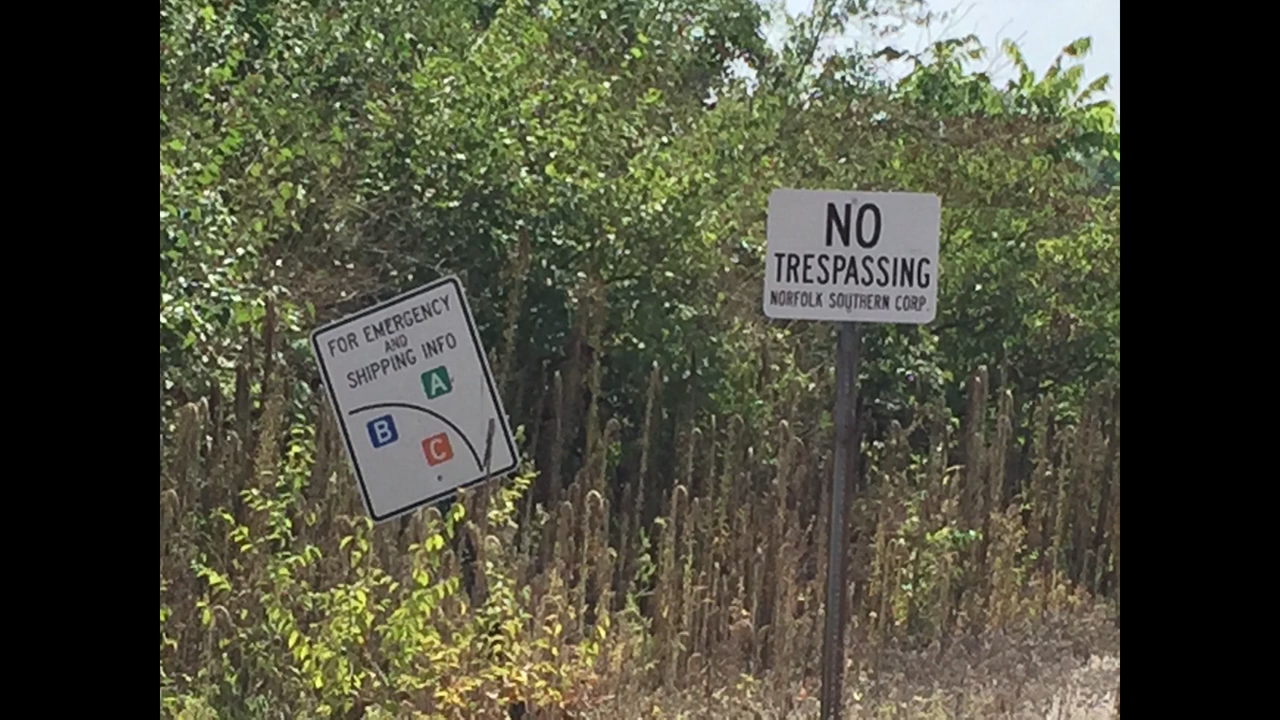 FOR EMERGENCY
AND
SHIPPING INFO
A
B
C
NO
TRESPASSING
NORFOLK SOUTHERN CORP.